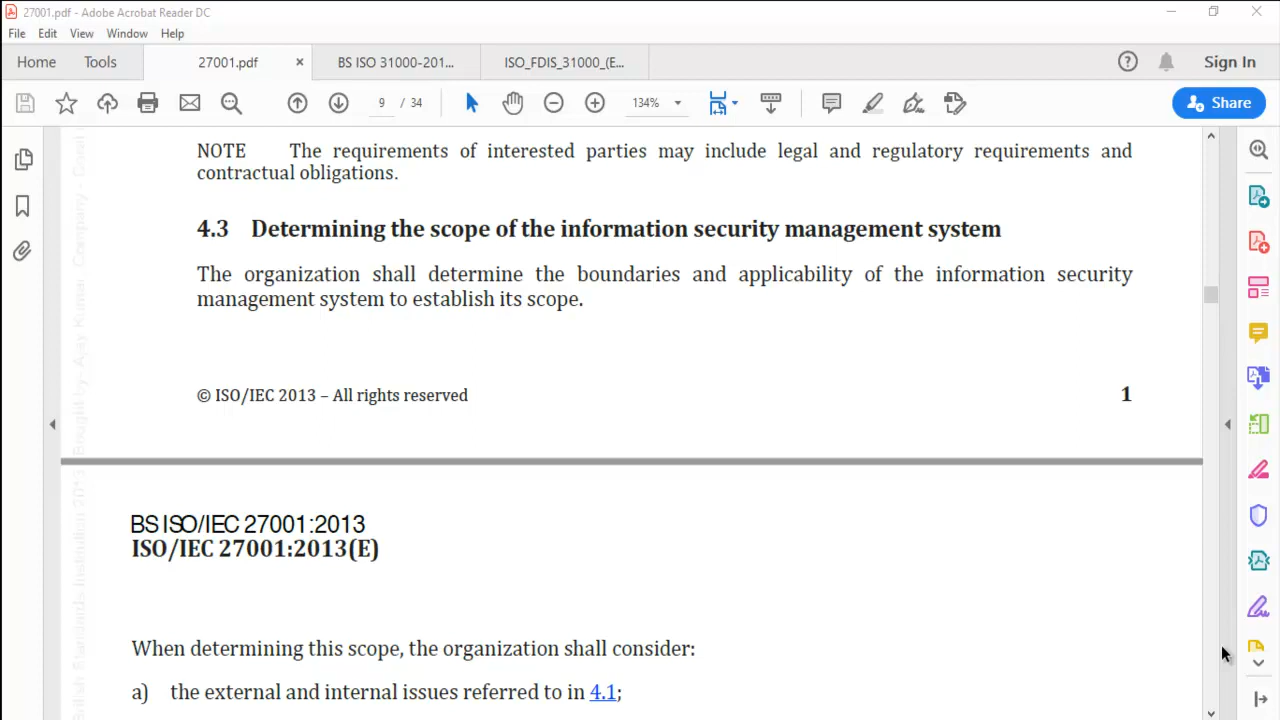 27001.pdf - Adobe Acrobat Reader DC
File Edit View Window Help
Home Tools 27001.pdf × BS ISO 31000-201... ISO_FDIS_31000_(E... Sign In
9 / 34 134% Share
NOTE The requirements of interested parties may include legal and regulatory requirements and
contractual obligations.
4.3 Determining the scope of the information security management system
The organization shall determine the boundaries and applicability of the information security
management system to establish its scope.
© ISO/IEC 2013 – All rights reserved 1
BS ISO/IEC 27001:2013
ISO/IEC 27001:2013(E)
When determining this scope, the organization shall consider:
a) the external and internal issues referred to in 4.1;